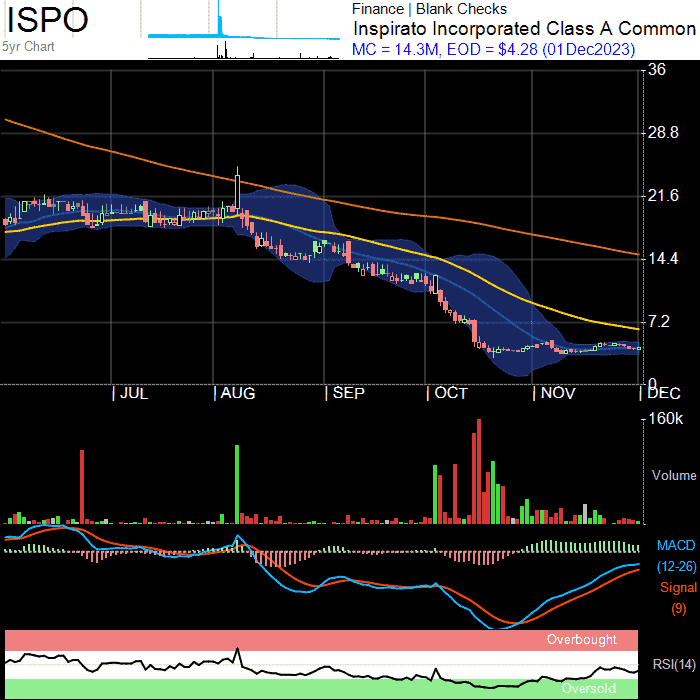 ISPO
5yr Chart
Finance | Blank Checks
Inspirato Incorporated Class A Common
MC = 14.3M, EOD = $4.28 (01Dec2023)
36
28.8
21.6
14.4
7.2
0
JUL
AUG
SEP
OCT
NOV
DEC
160k
Volume
MACD
(12-26)
Signal
(9)
Overbought
RSI(14)
Oversold